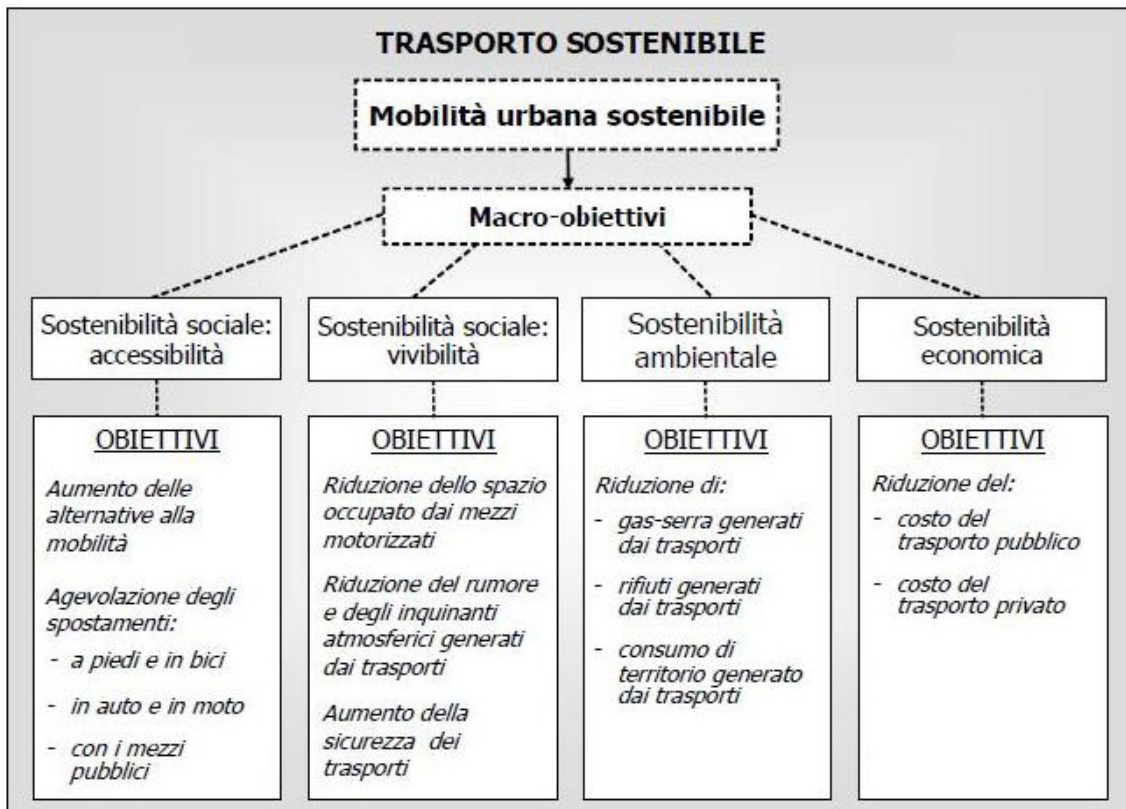 TRASPORTO SOSTENIBILE
Mobilità urbana sostenibile
Macro-obiettivi
Sostenibilità sociale:
accessibilità
Sostenibilità sociale:
vivibilità
Sostenibilità
ambientale
Sostenibilità
economica
OBIETTIVI
Aumento delle
alternative alla
mobilità
Agevolazione degli
spostamenti:
- a piedi e in bici
- in auto e in moto
- con i mezzi
pubblici
OBIETTIVI
Riduzione dello spazio
occupato dai mezzi
motorizzati
Riduzione del rumore
e degli inquinanti
atmosferici generati
dai trasporti
Aumento della
sicurezza dei
trasporti
OBIETTIVI
Riduzione di:
- gas-serra generati
dai trasporti
- rifiuti generati
dai trasporti
- consumo di
territorio generato
dai trasporti
OBIETTIVI
Riduzione del:
- costo del
trasporto pubblico
- costo del
trasporto privato